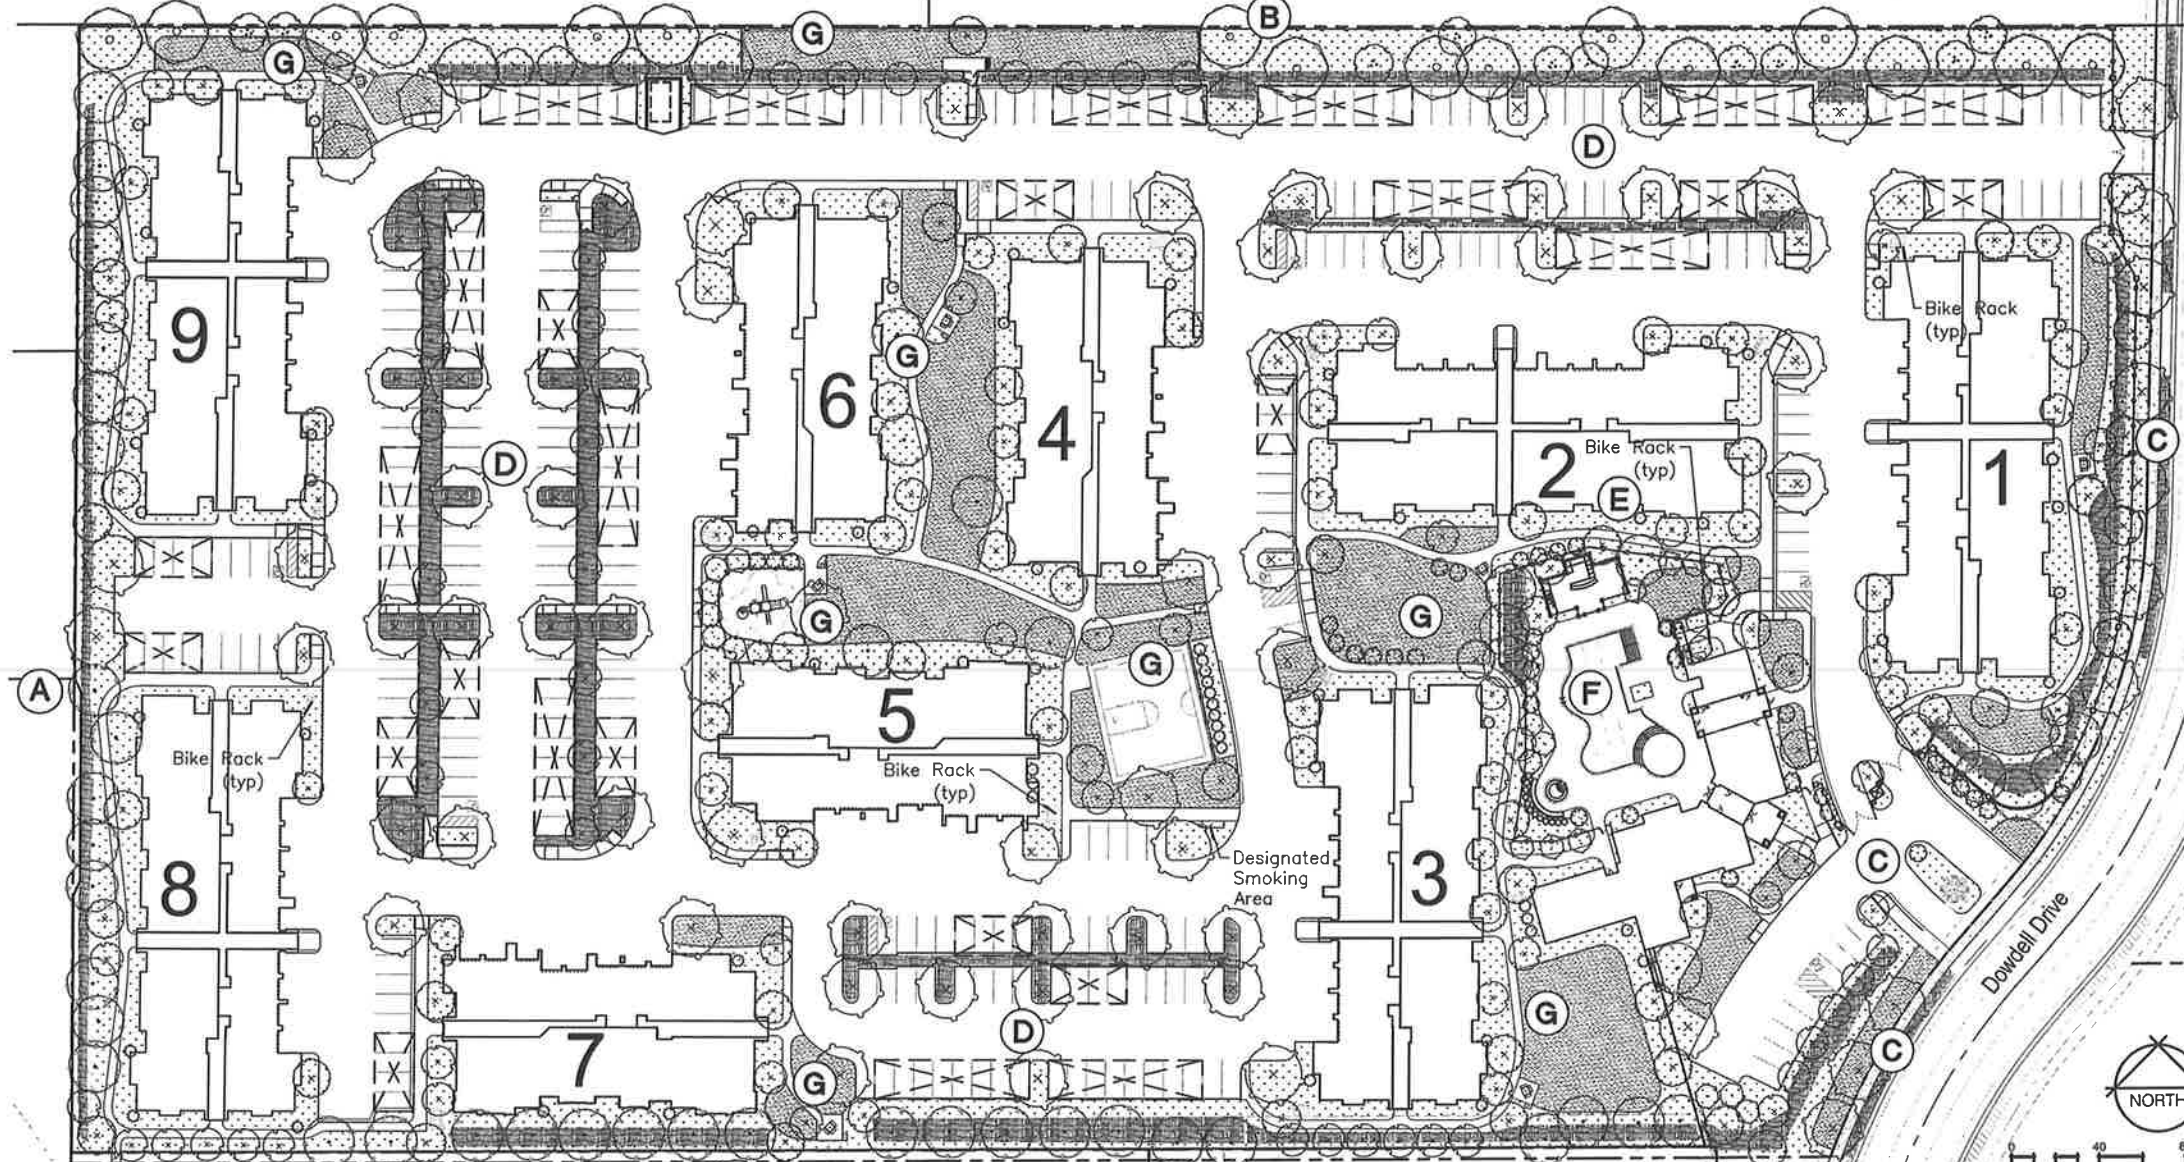 B
G
G
D
Bike Rack
(typ)
9
6
G
4
C
D
2
Bike Rack
(typ)
E
1
G
G
G
F
A
5
Bike Rack
(typ)
Bike Rack
(typ)
Designated
Smoking
Area
8
3
C
Dowdell Drive
G
D
C
7
G
NORTH
0
40